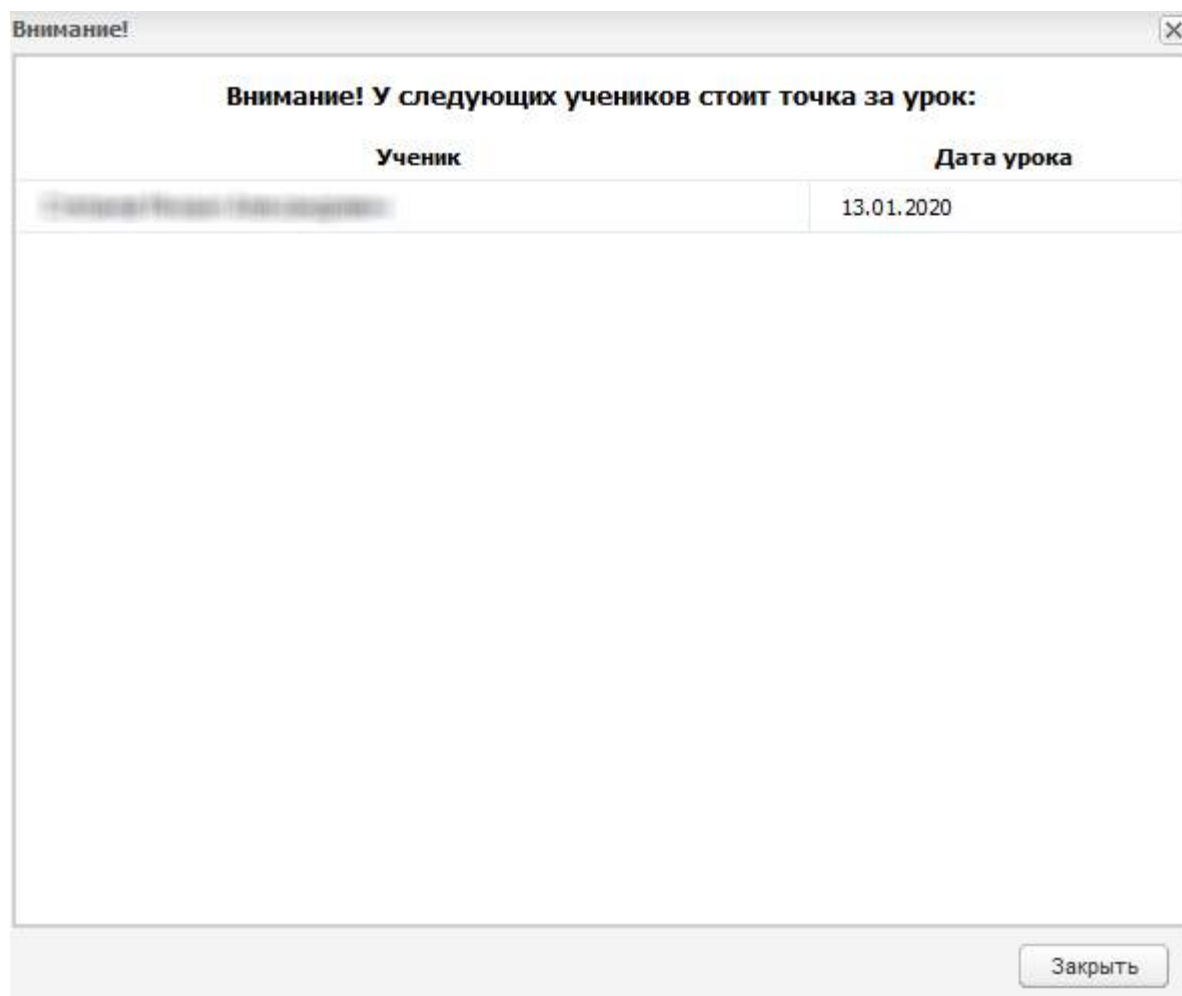 Внимание!
Внимание! У следующих учеников стоит точка за урок:
Ученик Дата урока
13.01.2020
Закрыть